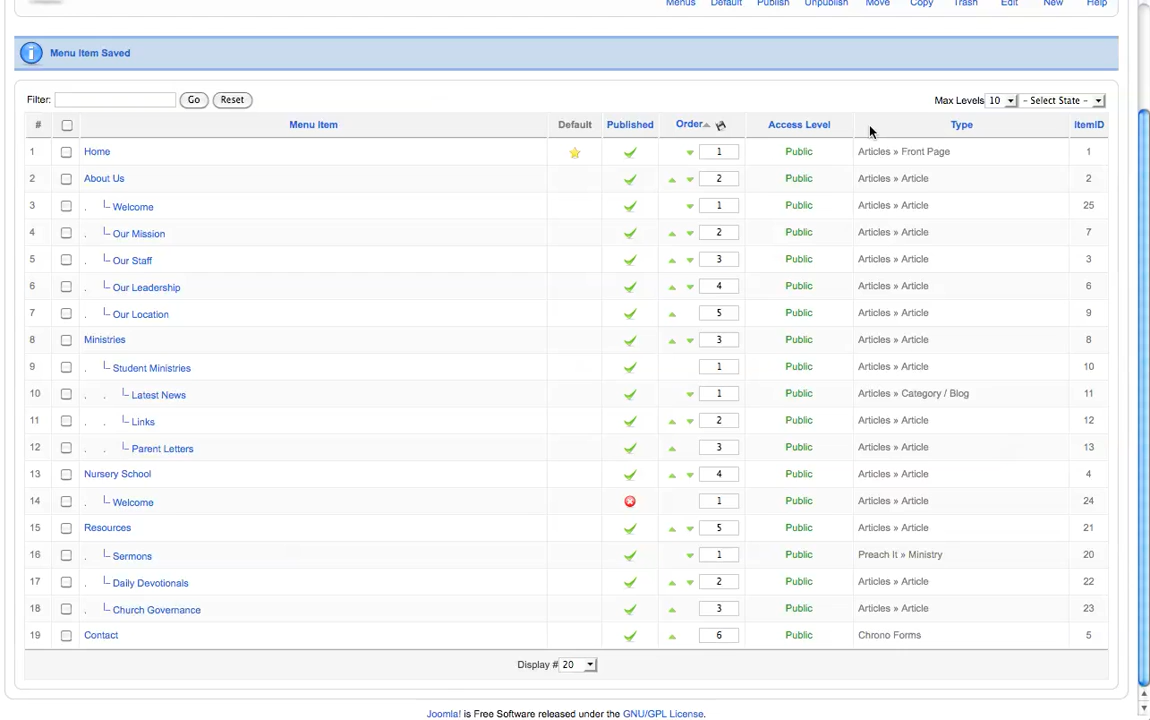 Menus Default Publish Unpublish Move Copy Trash Edit New Help
Menu Item Saved
Filter: Go Reset Max Levels 10 - Select State -
# Menu Item Default Published Order Access Level Type ItemID
1 Home 1 Public Articles » Front Page 1
2 About Us 2 Public Articles » Article 2
3 . Welcome 1 Public Articles » Article 25
4 . Our Mission 2 Public Articles » Article 7
5 . Our Staff 3 Public Articles » Article 3
6 . Our Leadership 4 Public Articles » Article 6
7 . Our Location 5 Public Articles » Article 9
8 Ministries 3 Public Articles » Article 8
9 . Student Ministries 1 Public Articles » Article 10
10 . . Latest News 1 Public Articles » Category / Blog 11
11 . . Links 2 Public Articles » Article 12
12 . . Parent Letters 3 Public Articles » Article 13
13 Nursery School 4 Public Articles » Article 4
14 . Welcome 1 Public Articles » Article 24
15 Resources 5 Public Articles » Article 21
16 . Sermons 1 Public Preach It » Ministry 20
17 . Daily Devotionals 2 Public Articles » Article 22
18 . Church Governance 3 Public Articles » Article 23
19 Contact 6 Public Chrono Forms 5
Display # 20
Joomla! is Free Software released under the GNU/GPL License.